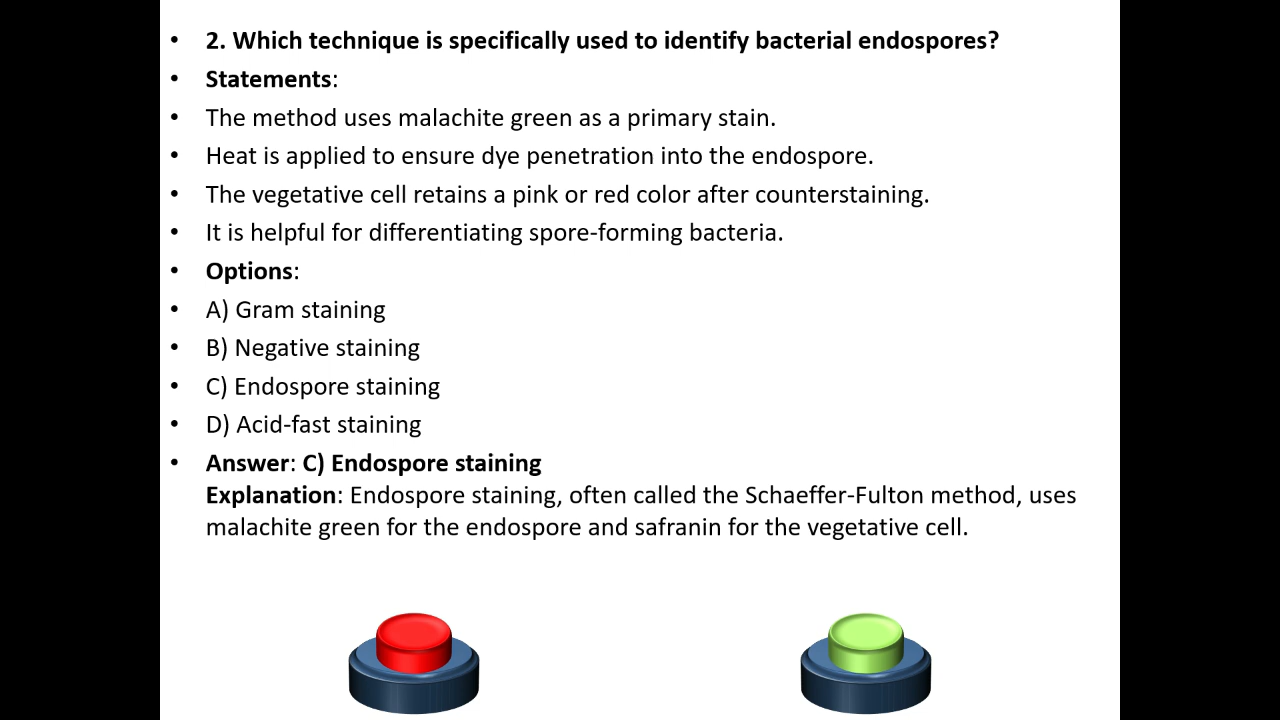 • 2. Which technique is specifically used to identify bacterial endospores?
• Statements:
• The method uses malachite green as a primary stain.
• Heat is applied to ensure dye penetration into the endospore.
• The vegetative cell retains a pink or red color after counterstaining.
• It is helpful for differentiating spore-forming bacteria.
• Options:
• A) Gram staining
• B) Negative staining
• C) Endospore staining
• D) Acid-fast staining
• Answer: C) Endospore staining
Explanation: Endospore staining, often called the Schaeffer-Fulton method, uses
malachite green for the endospore and safranin for the vegetative cell.